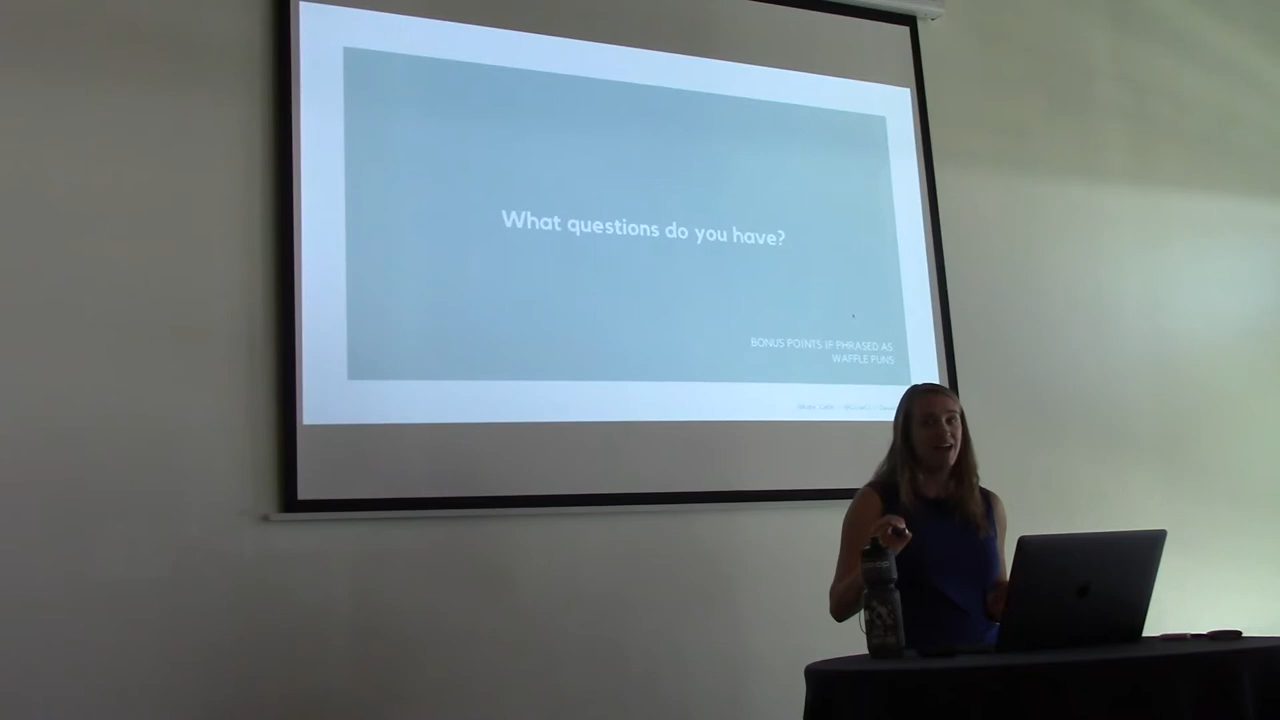 What questions do you have?
BONUS POINTS IF PHRASED AS
WAFFLE PUNS